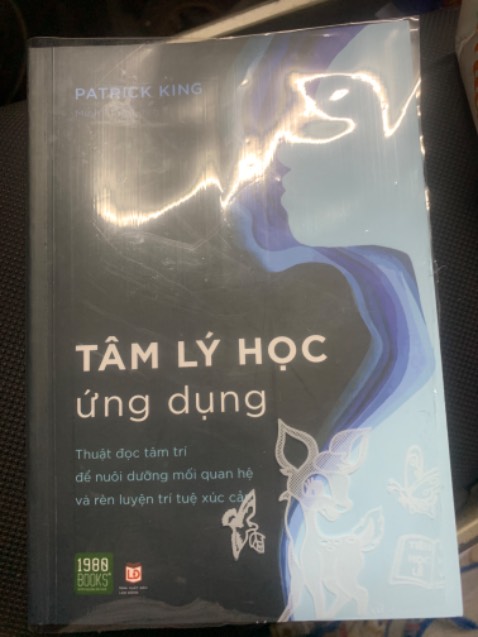 PATRICK KING
TÂM LÝ HỌC
ứng dụng
Thuật đọc tâm trí
để nuôi dưỡng mối quan hệ
và rèn luyện trí tuệ xúc
1980
BOOKS